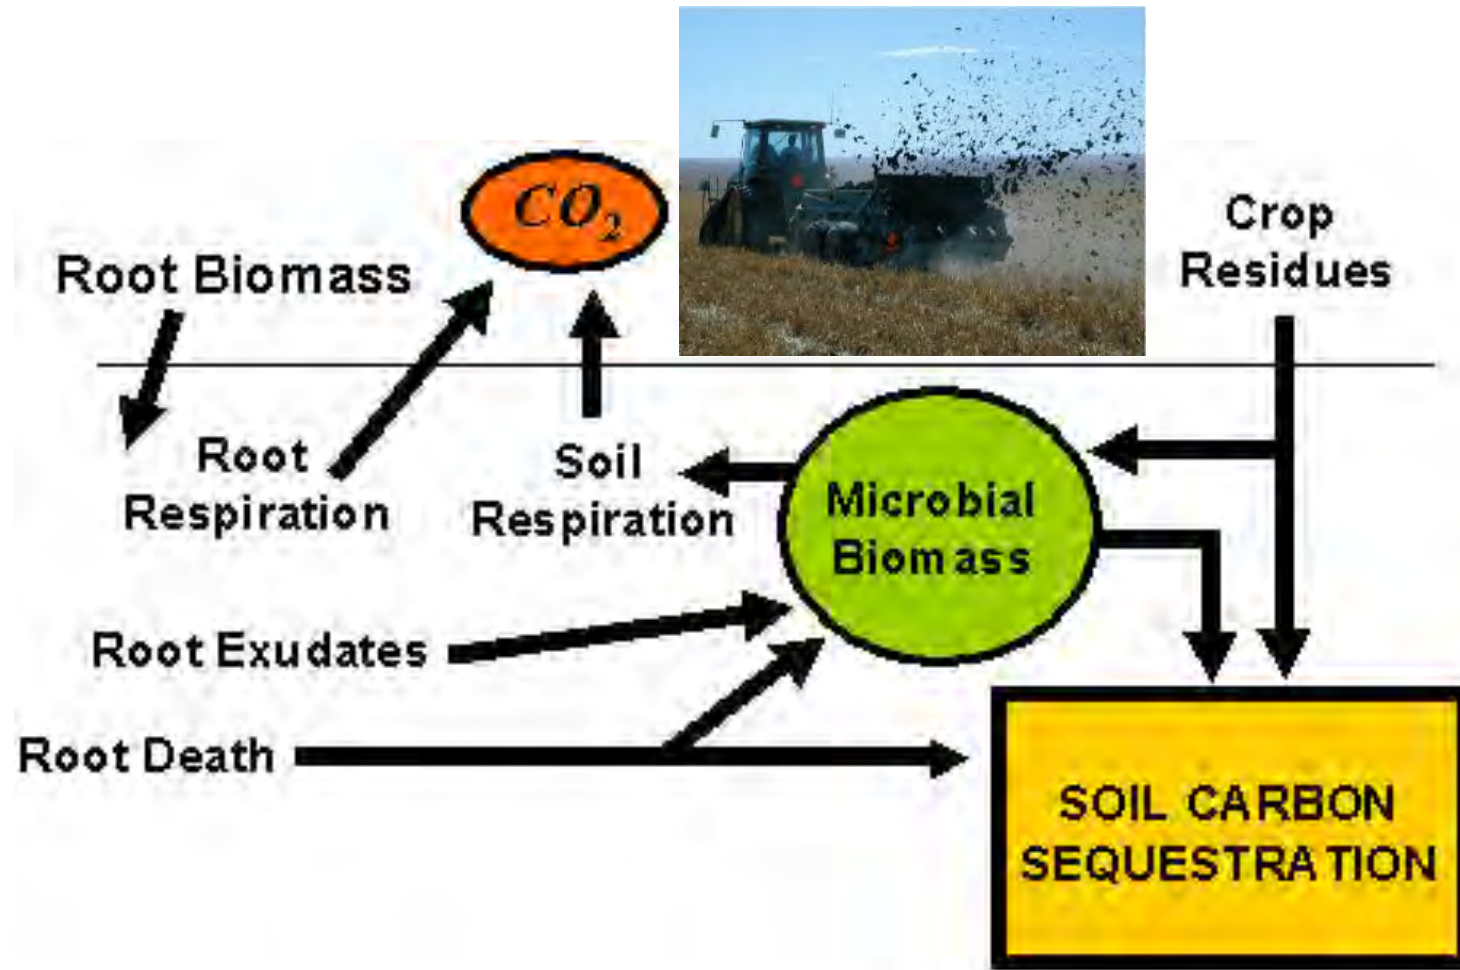 CO₂
Crop
Residues
Root Biomass
Root
Respiration
Soil
Respiration
Microbial
Biomass
Root Exudates
Root Death
SOIL CARBON
SEQUESTRATION